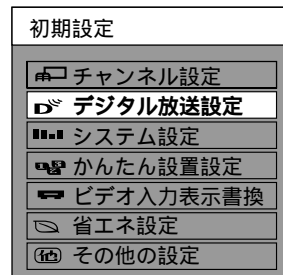 初期設定
チャンネル設定
デジタル放送設定
システム設定
かんたん設置設定
ビデオ入力表示書換
省エネ設定
他 その他の設定